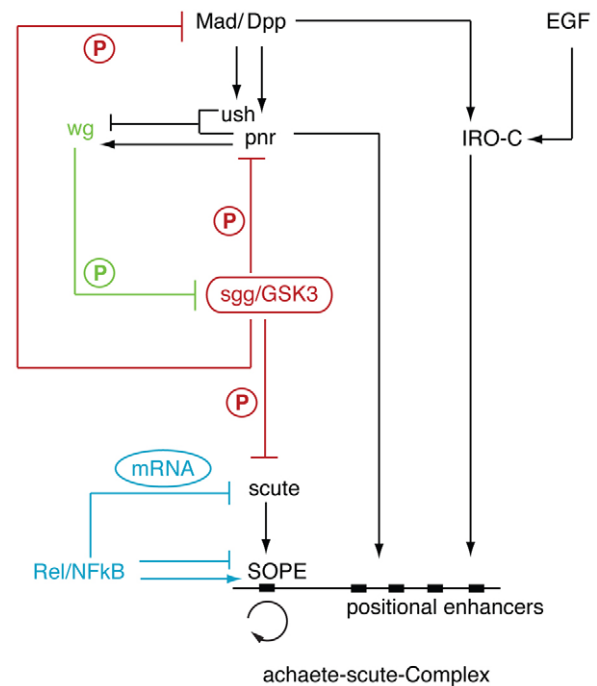 Mad/Dpp
EGF
P
ush
wg
pnr
IRO-C
P
P
sgg/GSK3
P
mRNA
scute
Rel/NFkB
SOPE
positional enhancers
achaete-scute-Complex